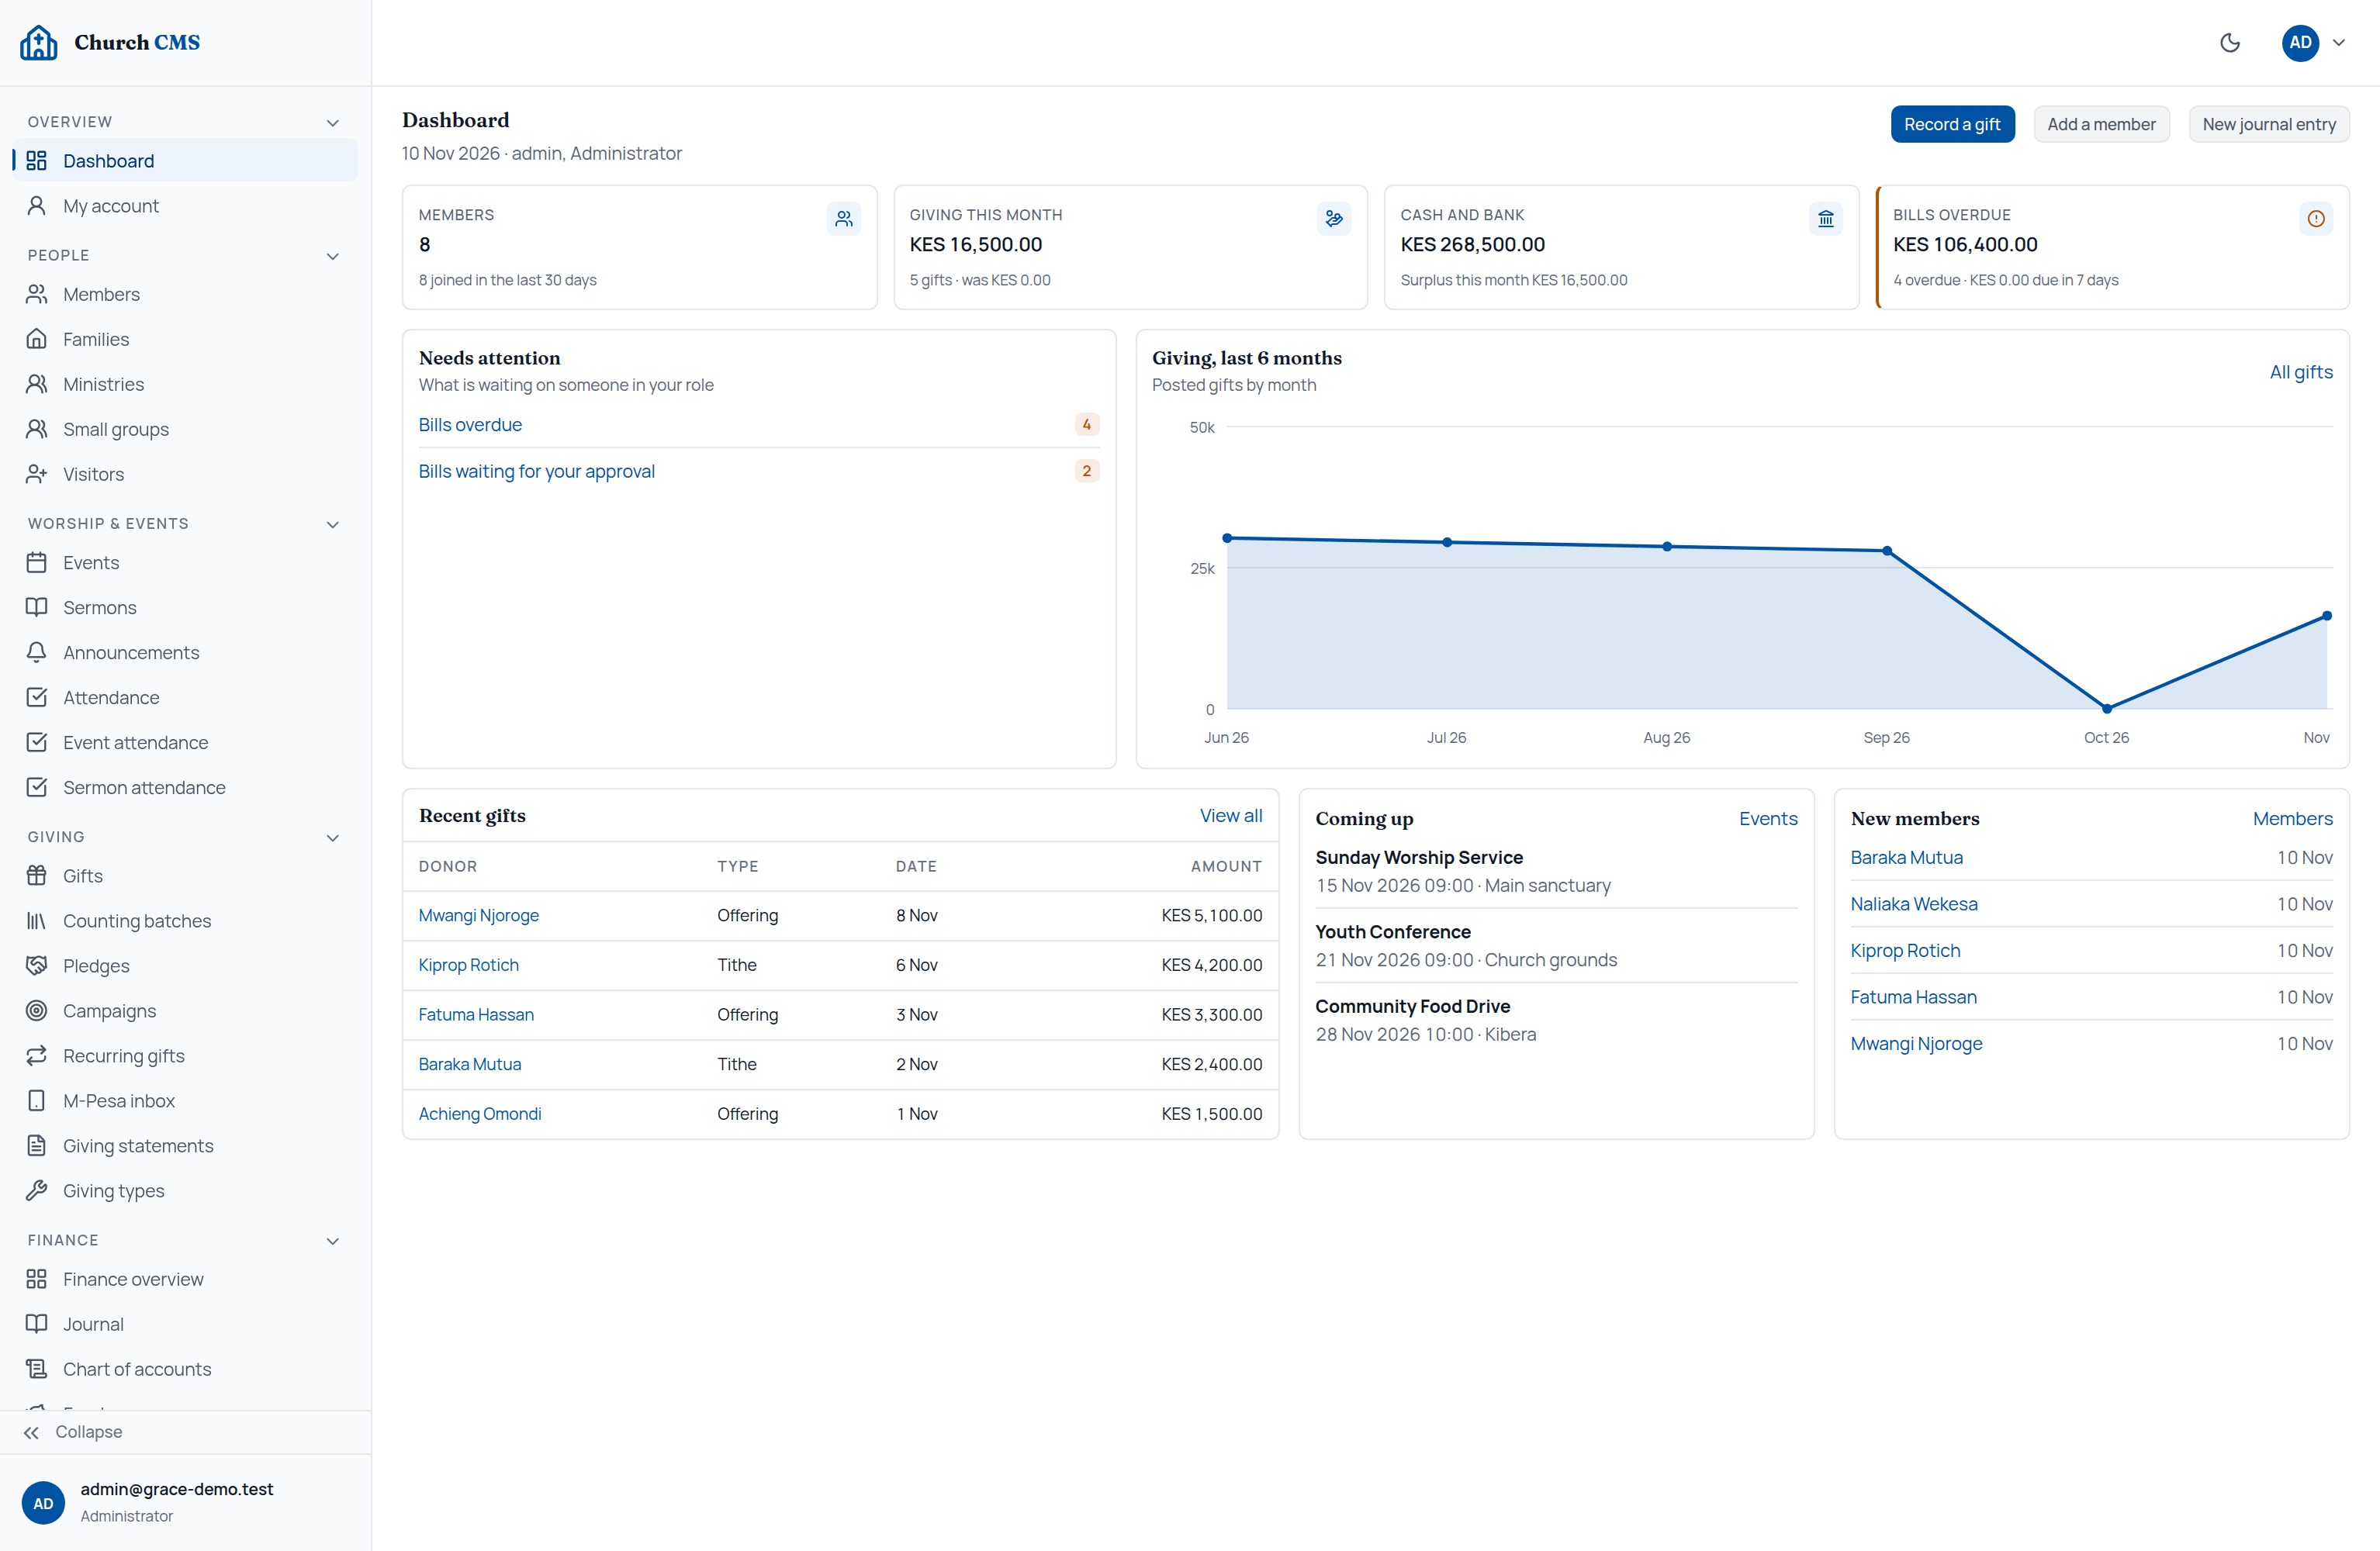 Church CMS
AD
OVERVIEW
Dashboard
My account
PEOPLE
Members
Families
Ministries
Small groups
Visitors
WORSHIP & EVENTS
Events
Sermons
Announcements
Attendance
Event attendance
Sermon attendance
GIVING
Gifts
Counting batches
Pledges
Campaigns
Recurring gifts
M-Pesa inbox
Giving statements
Giving types
FINANCE
Finance overview
Journal
Chart of accounts
Collapse
AD
admin@grace-demo.test
Administrator
Dashboard
10 Nov 2026 · admin, Administrator
Record a gift
Add a member
New journal entry
MEMBERS
8
8 joined in the last 30 days
GIVING THIS MONTH
KES 16,500.00
5 gifts · was KES 0.00
CASH AND BANK
KES 268,500.00
Surplus this month KES 16,500.00
BILLS OVERDUE
KES 106,400.00
4 overdue · KES 0.00 due in 7 days
Needs attention
What is waiting on someone in your role
Bills overdue 4
Bills waiting for your approval 2
Giving, last 6 months
Posted gifts by month
All gifts
50k
25k
0
Jun 26 Jul 26 Aug 26 Sep 26 Oct 26 Nov
Recent gifts View all
DONOR TYPE DATE AMOUNT
Mwangi Njoroge Offering 8 Nov KES 5,100.00
Kiprop Rotich Tithe 6 Nov KES 4,200.00
Fatuma Hassan Offering 3 Nov KES 3,300.00
Baraka Mutua Tithe 2 Nov KES 2,400.00
Achieng Omondi Offering 1 Nov KES 1,500.00
Coming up Events
Sunday Worship Service
15 Nov 2026 09:00 · Main sanctuary
Youth Conference
21 Nov 2026 09:00 · Church grounds
Community Food Drive
28 Nov 2026 10:00 · Kibera
New members Members
Baraka Mutua 10 Nov
Naliaka Wekesa 10 Nov
Kiprop Rotich 10 Nov
Fatuma Hassan 10 Nov
Mwangi Njoroge 10 Nov